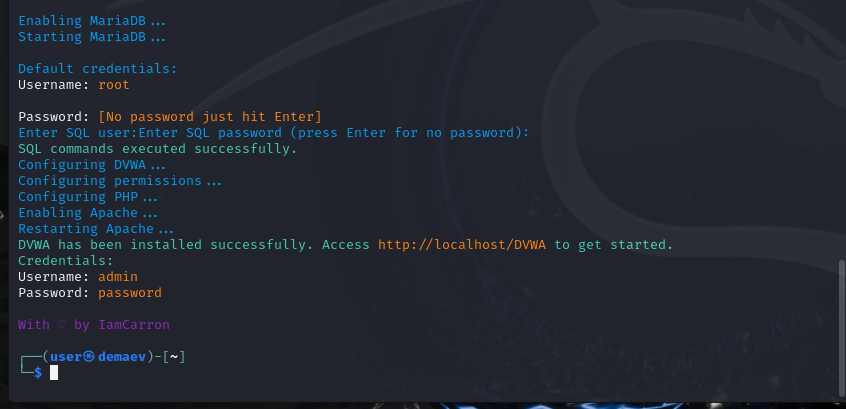 Enabling MariaDB...
Starting MariaDB...
Default credentials:
Username: root
Password: [No password just hit Enter]
Enter SQL user:Enter SQL password (press Enter for no password):
SQL commands executed successfully.
Configuring DVWA...
Configuring permissions...
Configuring PHP...
Enabling Apache...
Restarting Apache...
DVWA has been installed successfully. Access http://localhost/DVWA to get started.
Credentials:
Username: admin
Password: password
With ♡ by IamCarron
┌──(user㉿demaev)-[~]
└─$